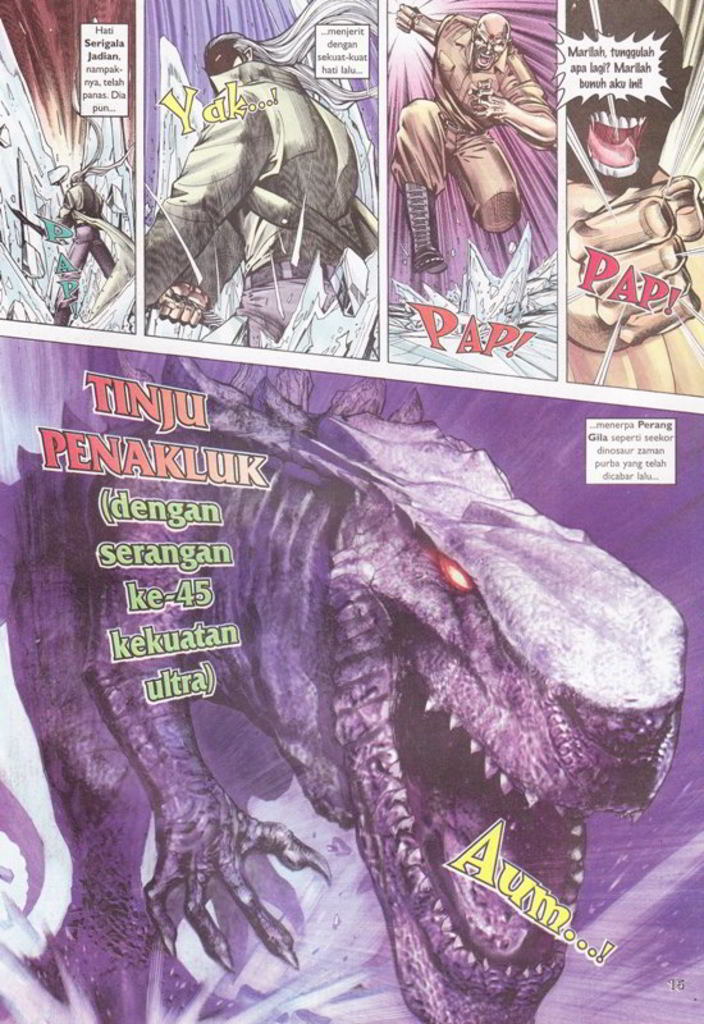 Hati
Serigala
Jadian,
nampak-
nya, telah
panas. Dia
pun...
PAP
PAP
...menjerit
dengan
sekuat-kuat
hati lalu...
Yak...!
PAP!
Marilah, tunggulah
apa lagi? Marilah
bunuh aku ini!!
PAP!
TINJU
PENAKLUK
(dengan
serangan
ke-45
kekuatan
ultra)
...menerpa Perang
Gila seperti seekor
dinosaur zaman
purba yang telah
dicabar lalu...
Aum...!
15